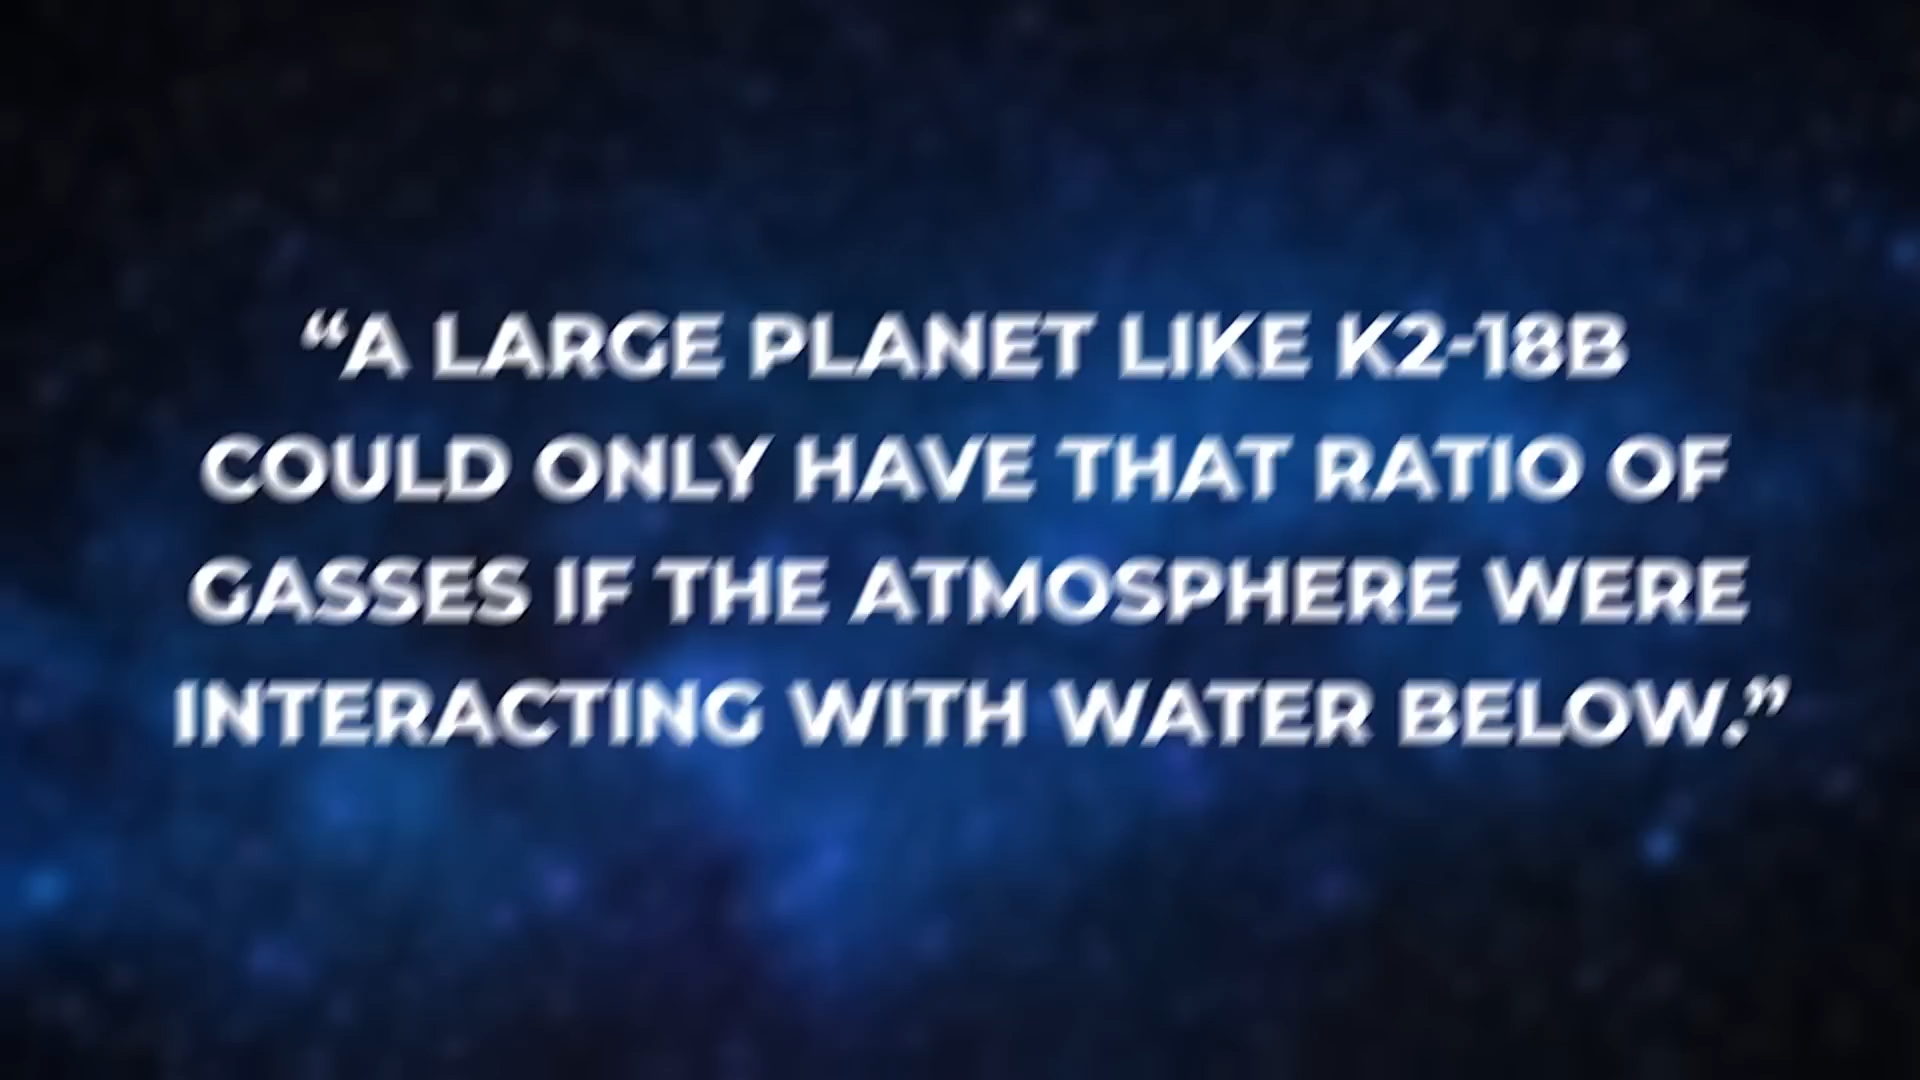 “A LARGE PLANET LIKE K2-18B
COULD ONLY HAVE THAT RATIO OF
GASSES IF THE ATMOSPHERE WERE
INTERACTING WITH WATER BELOW.”